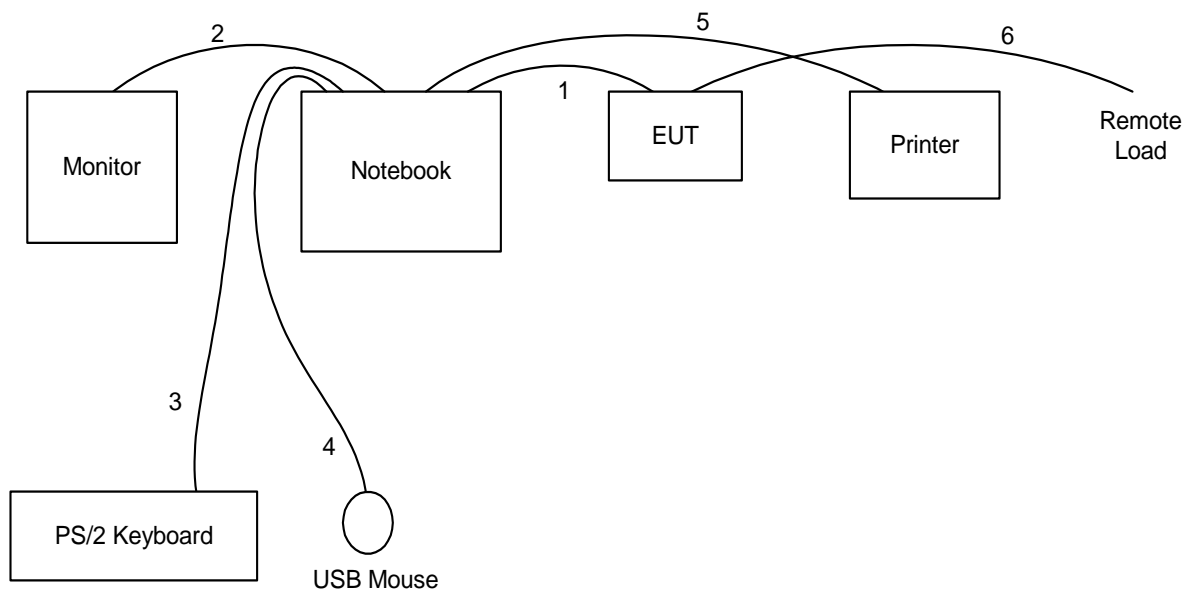 2
5
6
1
Monitor
Notebook
EUT
Printer
Remote
Load
3
4
PS/2 Keyboard
USB Mouse